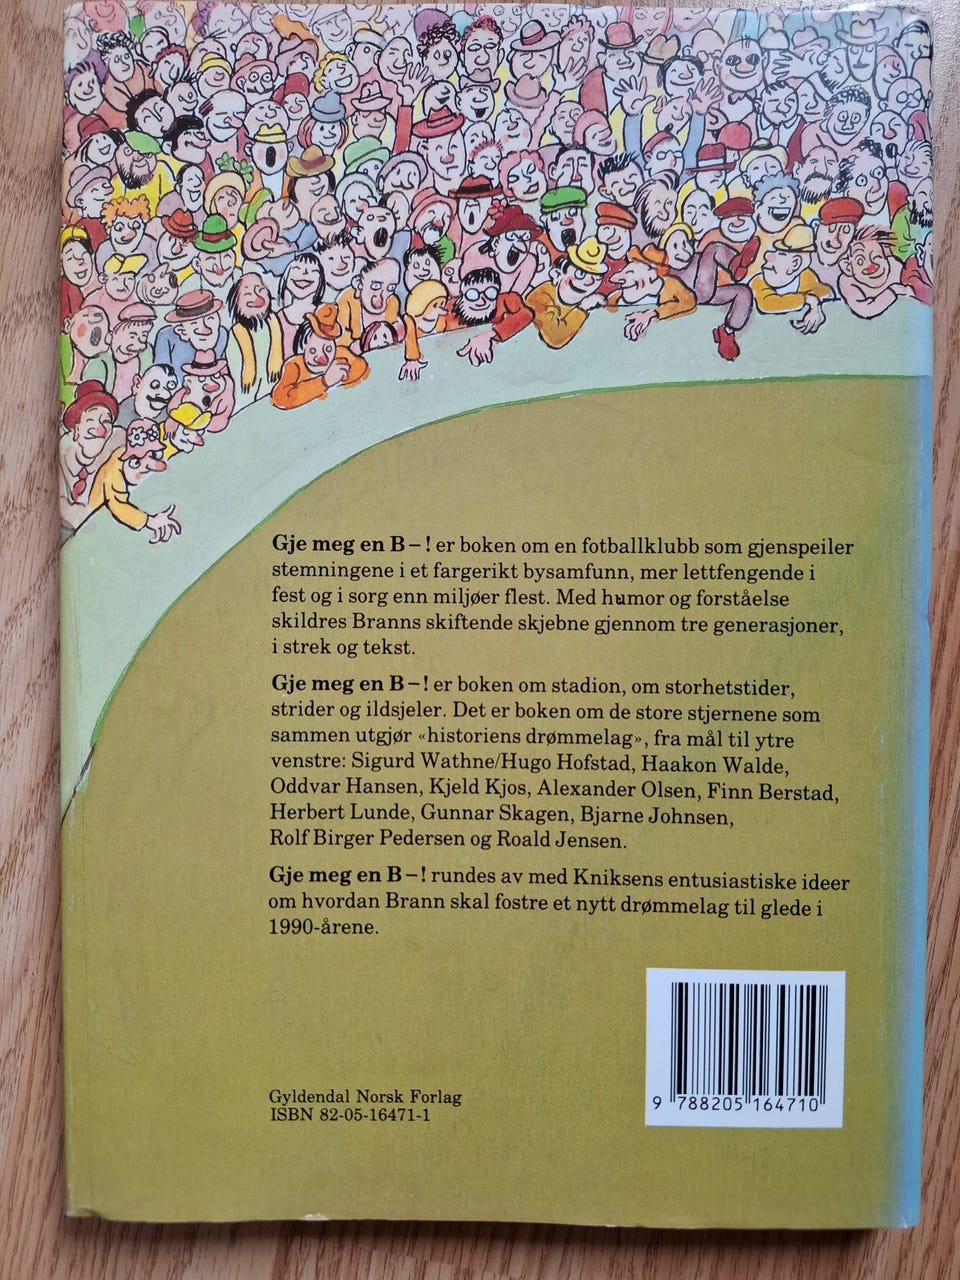 Gje meg en B–! er boken om en fotballklubb som gjenspeiler
stemningene i et fargerikt bysamfunn, mer lettfengende i
fest og i sorg enn miljøer flest. Med humor og forståelse
skildres Branns skiftende skjebne gjennom tre generasjoner,
i strek og tekst.
Gje meg en B–! er boken om stadion, om storhetstider,
strider og ildsjeler. Det er boken om de store stjernene som
sammen utgjør «historiens drømmelag», fra mål til ytre
venstre: Sigurd Wathne/Hugo Hofstad, Haakon Walde,
Oddvar Hansen, Kjeld Kjos, Alexander Olsen, Finn Berstad,
Herbert Lunde, Gunnar Skagen, Bjarne Johnsen,
Rolf Birger Pedersen og Roald Jensen.
Gje meg en B–! rundes av med Kniksens entusiastiske ideer
om hvordan Brann skal fostre et nytt drømmelag til glede i
1990-årene.
Gyldendal Norsk Forlag
ISBN 82-05-16471-1
9 788205 164710